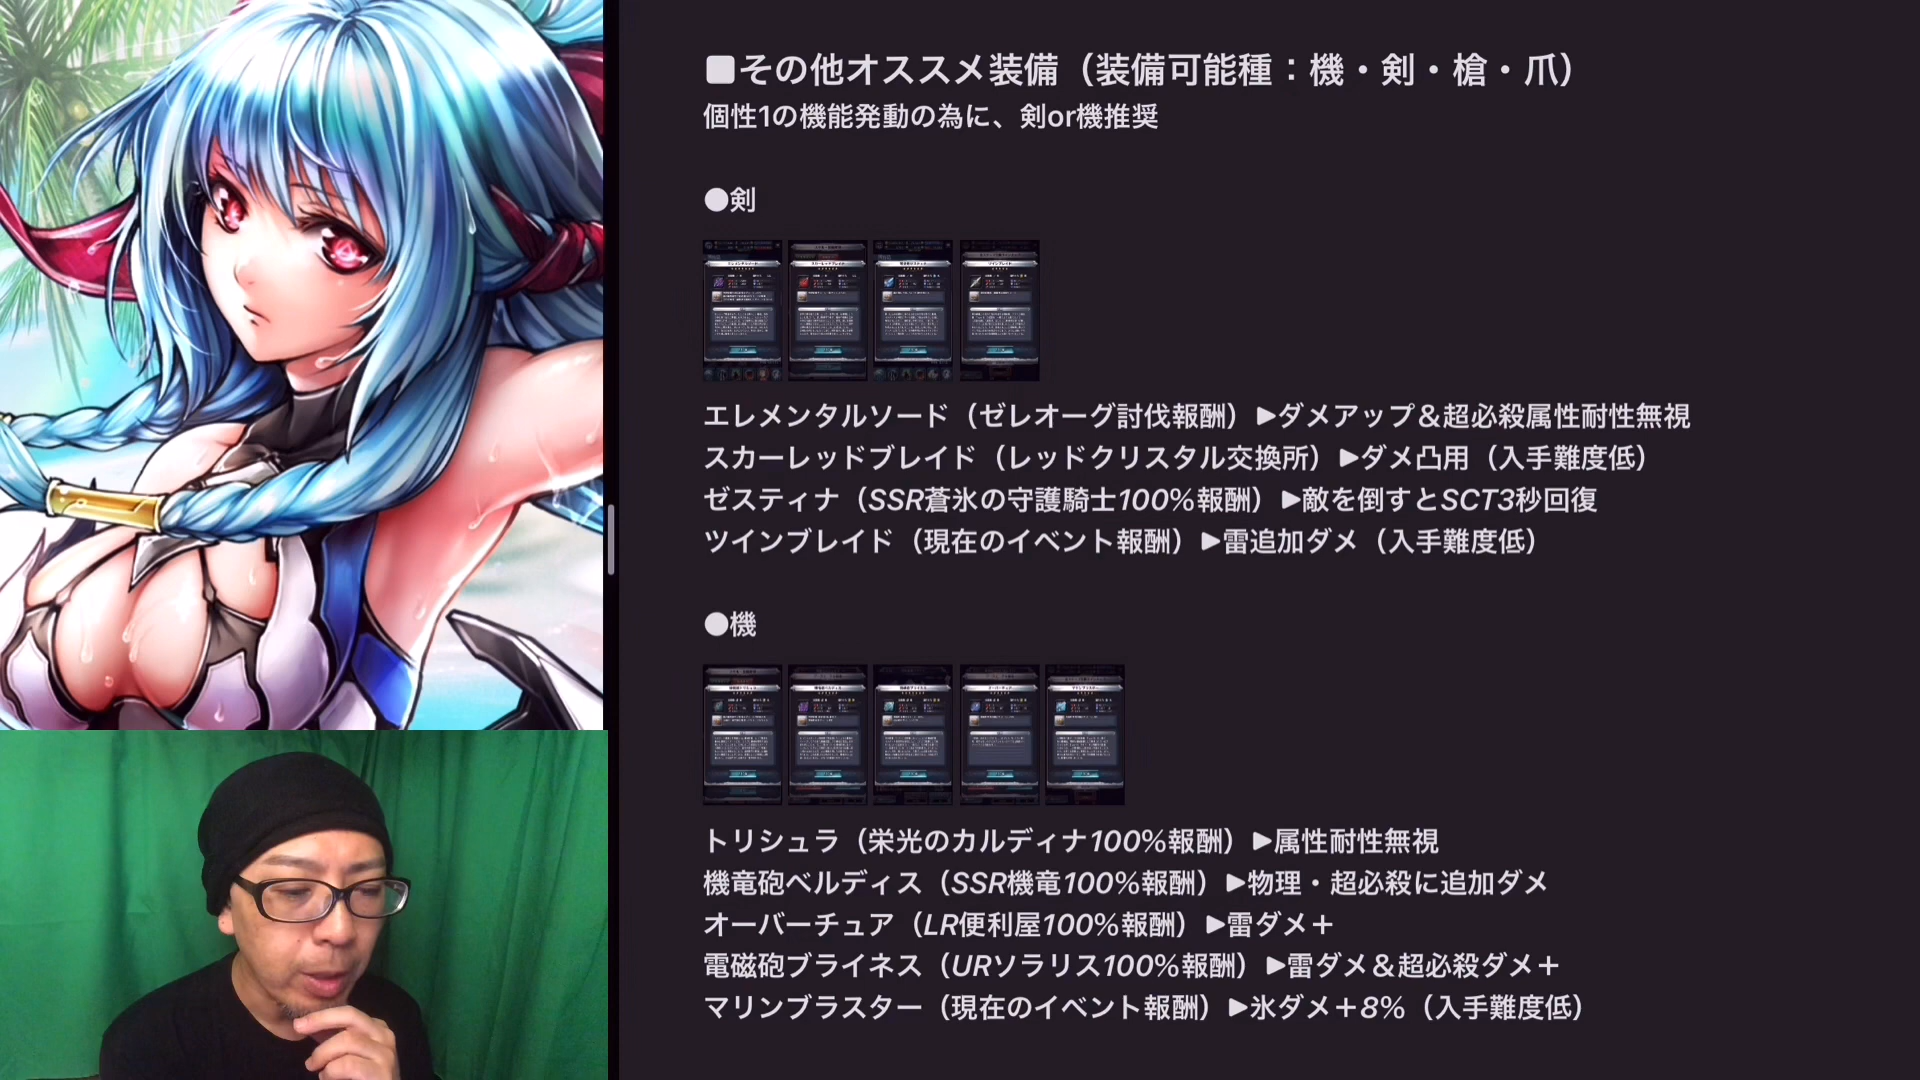 ■その他オススメ装備（装備可能種：機・剣・槍・爪）
個性1の機能発動の為に、剣or機推奨
●剣
エレメンタルソード（ゼレオーグ討伐報酬）▶ダメアップ＆超必殺属性耐性無視
スカーレッドブレイド（レッドクリスタル交換所）▶ダメ凸用（入手難度低）
ゼスティナ（SSR蒼氷の守護騎士100%報酬）▶敵を倒すとSCT3秒回復
ツインブレイド（現在のイベント報酬）▶雷追加ダメ（入手難度低）
●機
トリシュラ（栄光のカルディナ100%報酬）▶属性耐性無視
機竜砲ベルディス（SSR機竜100%報酬）▶物理・超必殺に追加ダメ
オーバーチュア（LR便利屋100%報酬）▶雷ダメ＋
電磁砲ブライネス（URソラリス100%報酬）▶雷ダメ＆超必殺ダメ＋
マリンブラスター（現在のイベント報酬）▶氷ダメ＋8%（入手難度低）